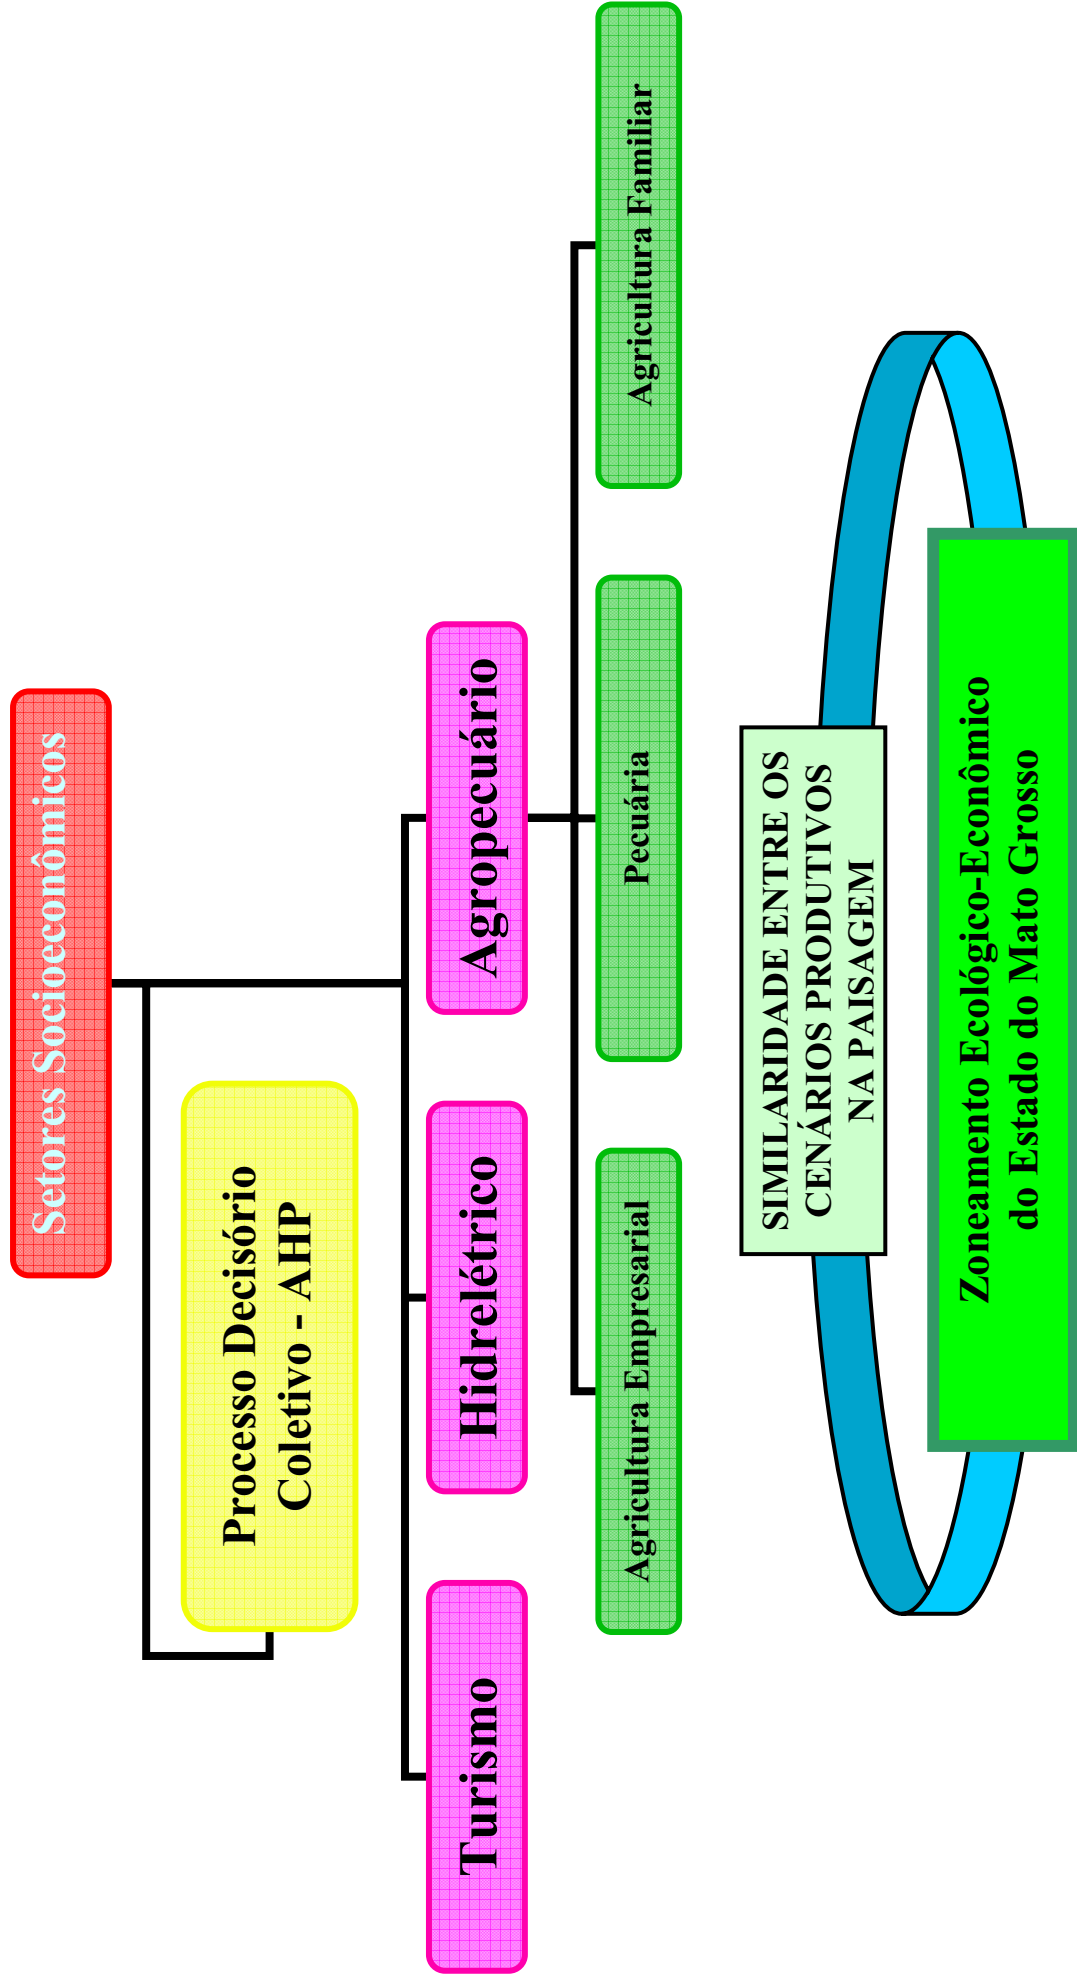 Setores Socioeconômicos
Processo Decisório
Coletivo - AHP
Turismo
Hidrelétrico
Agropecuário
Agricultura Empresarial
Pecuária
Agricultura Familiar
SIMILARIDADE ENTRE OS
CENÁRIOS PRODUTIVOS
NA PAISAGEM
Zoneamento Ecológico-Econômico
do Estado do Mato Grosso